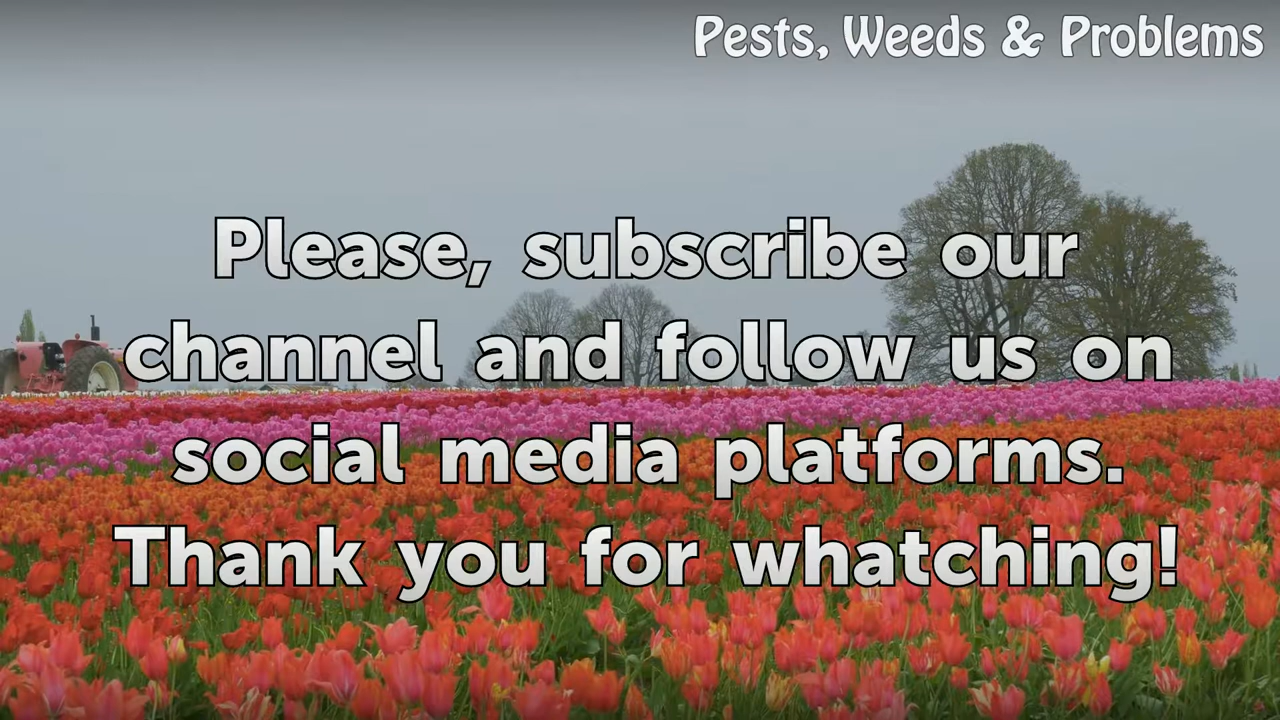 Pests, Weeds & Problems
Please, subscribe our
channel and follow us on
social media platforms.
Thank you for whatching!